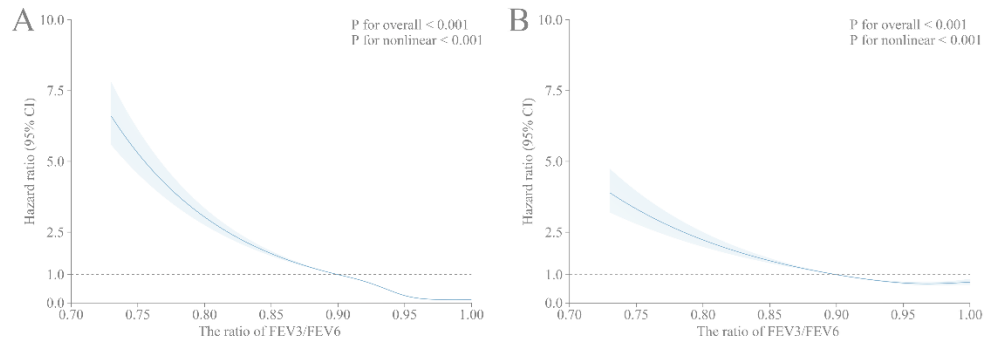 A
P for overall < 0.001
P for nonlinear < 0.001
Hazard ratio (95% CI)
10.0
7.5
5.0
2.5
1.0
0.0
0.70
0.75
0.80
0.85
0.90
0.95
1.00
The ratio of FEV3/FEV6
B
P for overall < 0.001
P for nonlinear < 0.001
Hazard ratio (95% CI)
10.0
7.5
5.0
2.5
1.0
0.0
0.70
0.75
0.80
0.85
0.90
0.95
1.00
The ratio of FEV3/FEV6